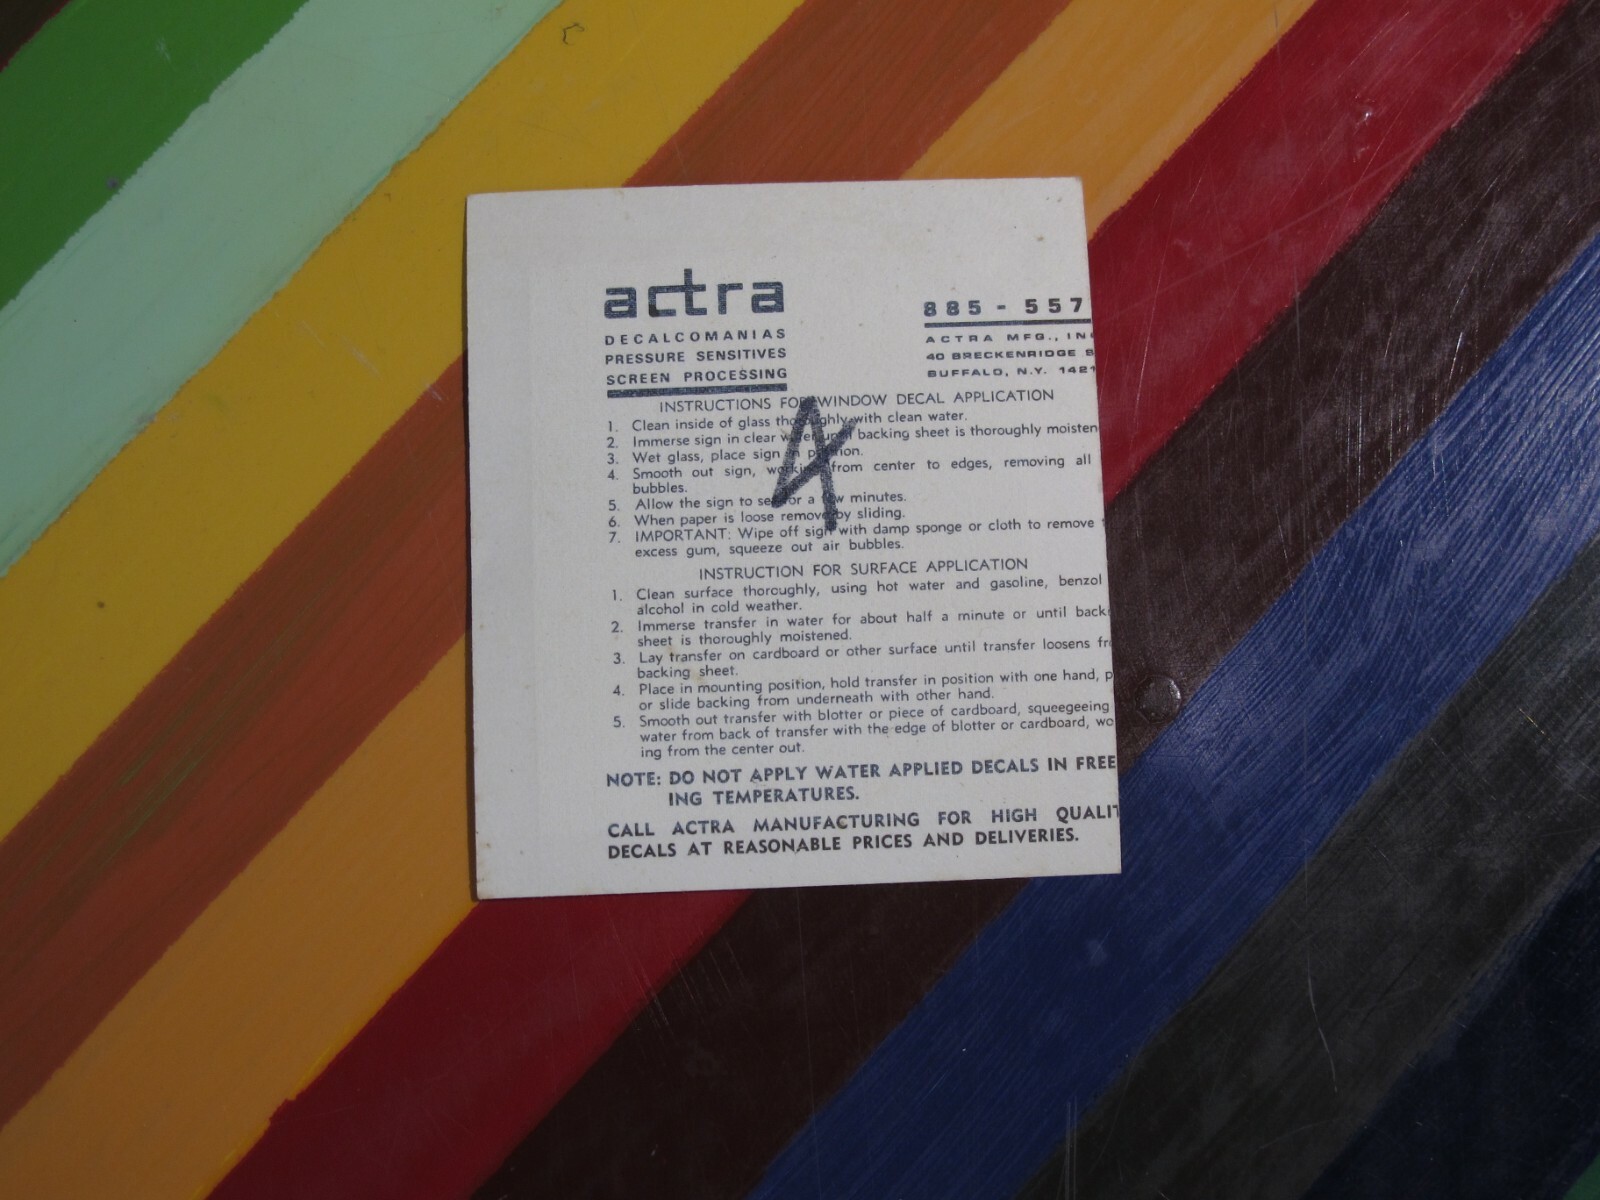 actra
DECALCOMANIAS
PRESSURE SENSITIVES
SCREEN PROCESSING
885 - 557
ACTRA MFG., IN
40 BRECKENRIDGE S
BUFFALO, N.Y. 1421
INSTRUCTIONS FOR WINDOW DECAL APPLICATION
1. Clean inside of glass thoroughly with clean water.
2. Immerse sign in clear water until backing sheet is thoroughly moisten
3. Wet glass, place sign in position.
4. Smooth out sign, working from center to edges, removing all
bubbles.
5. Allow the sign to set for a few minutes.
6. When paper is loose remove by sliding.
7. IMPORTANT: Wipe off sign with damp sponge or cloth to remove
excess gum, squeeze out air bubbles.
4
INSTRUCTION FOR SURFACE APPLICATION
1. Clean surface thoroughly, using hot water and gasoline, benzol
alcohol in cold weather.
2. Immerse transfer in water for about half a minute or until back
sheet is thoroughly moistened.
3. Lay transfer on cardboard or other surface until transfer loosens fr
backing sheet.
4. Place in mounting position, hold transfer in position with one hand, p
or slide backing from underneath with other hand.
5. Smooth out transfer with blotter or piece of cardboard, squeegeeing
water from back of transfer with the edge of blotter or cardboard, wo
ing from the center out.
NOTE: DO NOT APPLY WATER APPLIED DECALS IN FREE
ING TEMPERATURES.
CALL ACTRA MANUFACTURING FOR HIGH QUALIT
DECALS AT REASONABLE PRICES AND DELIVERIES.